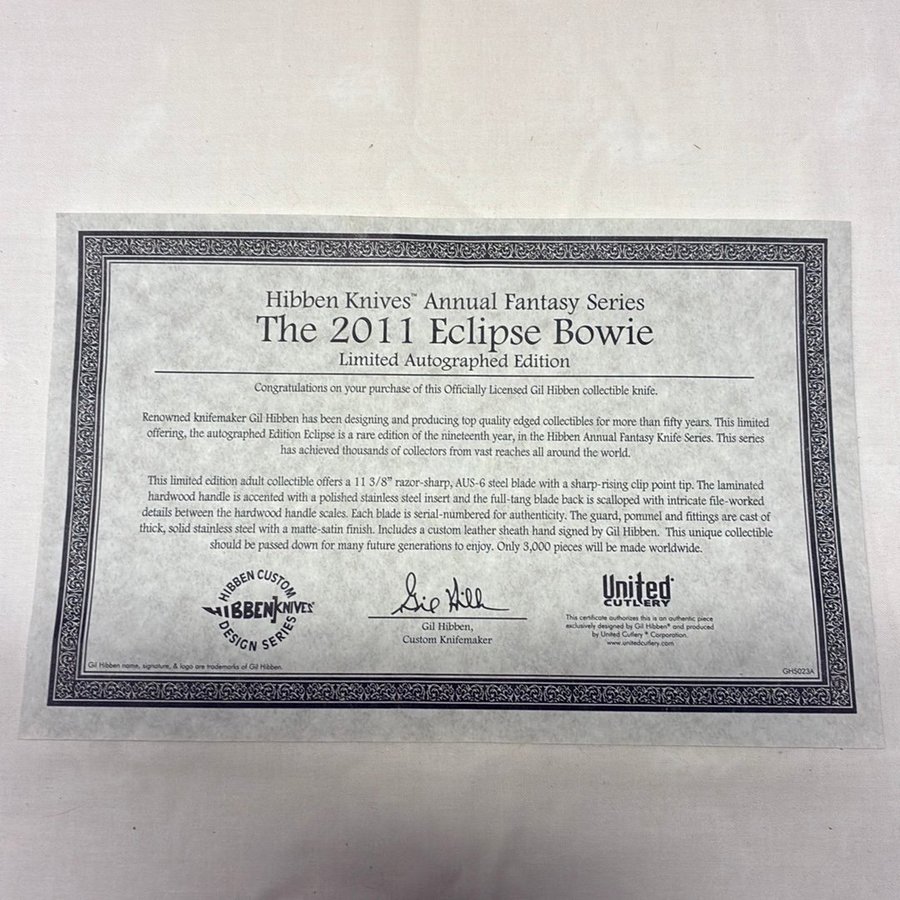 Hibben Knives™ Annual Fantasy Series
The 2011 Eclipse Bowie
Limited Autographed Edition
Congratulations on your purchase of this Officially Licensed Gil Hibben collectible knife.
Renowned knifemaker Gil Hibben has been designing and producing top quality edged collectibles for more than fifty years. This limited
offering, the autographed Edition Eclipse is a rare edition of the nineteenth year, in the Hibben Annual Fantasy Knife Series. This series
has achieved thousands of collectors from vast reaches all around the world.
This limited edition adult collectible offers a 11 3/8" razor-sharp, AUS-6 steel blade with a sharp-rising clip point tip. The laminated
hardwood handle is accented with a polished stainless steel insert and the full-tang blade back is scalloped with intricate file-worked
details between the hardwood handle scales. Each blade is serial-numbered for authenticity. The guard, pommel and fittings are cast of
thick, solid stainless steel with a matte-satin finish. Includes a custom leather sheath hand signed by Gil Hibben. This unique collectible
should be passed down for many future generations to enjoy. Only 3,000 pieces will be made worldwide.
HIBBEN CUSTOM
HIBBEN KNIVES
DESIGN SERIES
Gil Hibben
Gil Hibben,
Custom Knifemaker
United®
CUTLERY
This certificate authorizes this is an authentic piece
exclusively designed by Gil Hibben® and produced
by United Cutlery® Corporation.
www.unitedcutlery.com
Gil Hibben name, signature, & logo are trademarks of Gil Hibben.
GH5023A